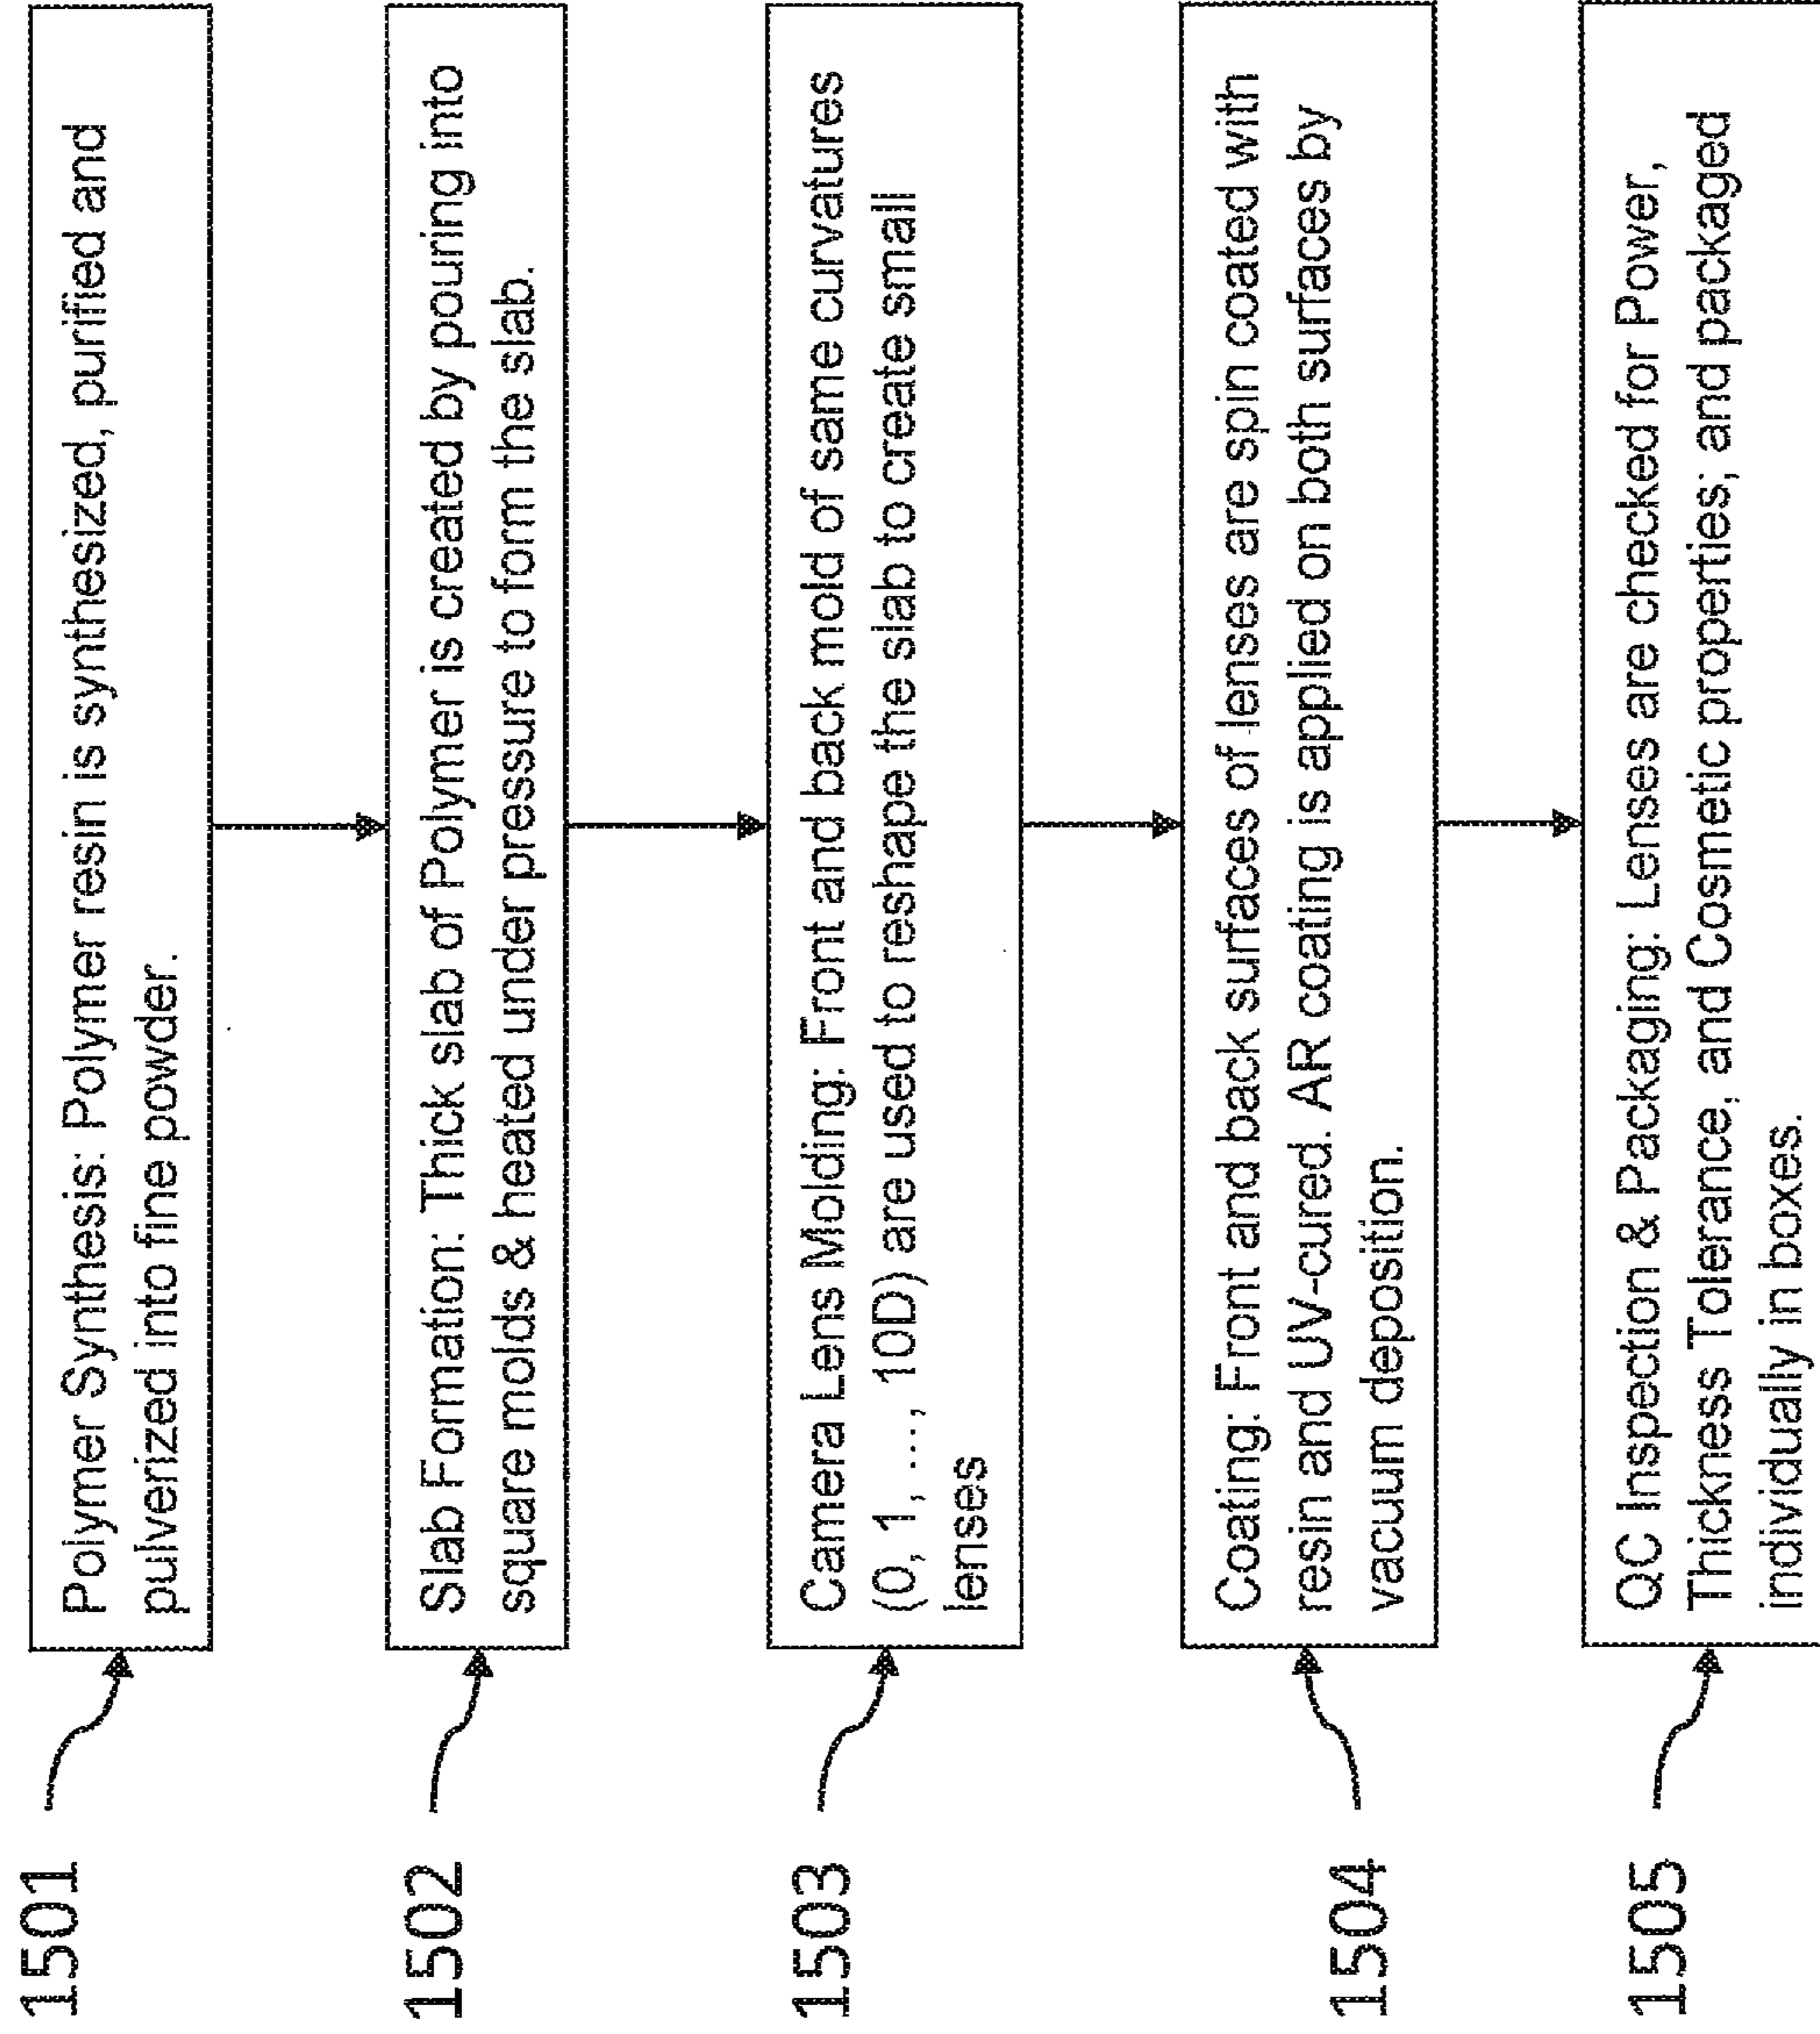 1501
Polymer Synthesis: Polymer resin is synthesized, purified and
pulverized into fine powder.
1502
Slab Formation: Thick slab of Polymer is created by pouring into
square molds & heated under pressure to form the slab.
1503
Camera Lens Molding: Front and back mold of same curvatures
(0, 1, ..., 10D) are used to reshape the slab to create small
lenses
1504
Coating: Front and back surfaces of lenses are spin coated with
resin and UV-cured. AR coating is applied on both surfaces by
vacuum deposition.
1505
QC Inspection & Packaging: Lenses are checked for Power,
Thickness Tolerance, and Cosmetic properties; and packaged
individually in boxes.